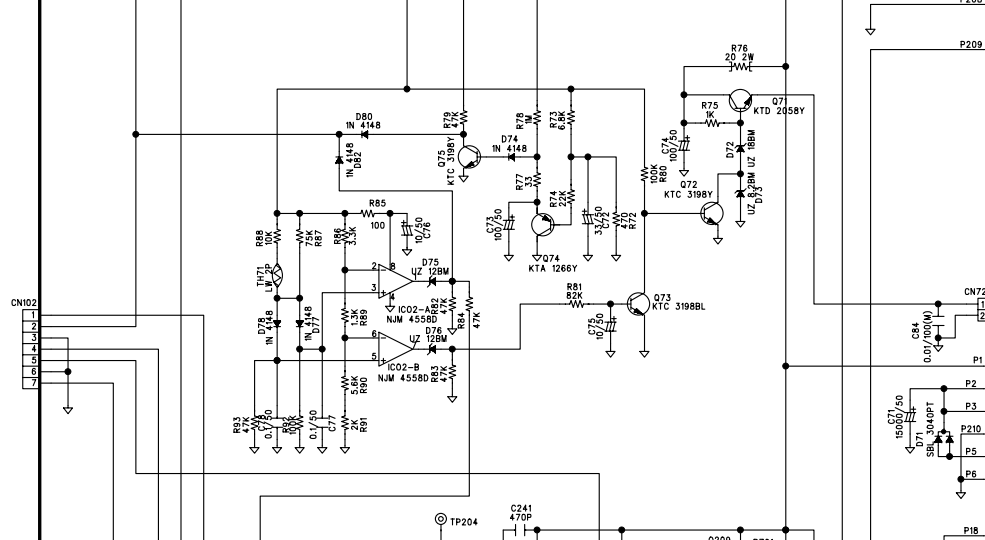 P209
R76
20 2W
Q71
KTD 2058Y
R75
1K
C74
100/50
D72
UZ 18BM
D80
1N 4148
R79
47K
R78
1M
R73
6.8K
D74
1N 4148
Q75
KTC 3198Y
1N 4148
D82
R77
33
100K
R80
Q72
KTC 3198Y
UZ 8.2BM
D73
R74
22K
R85
100
C73
100/50
33/50
C72
470
R72
10/50
C76
R88
10K
75K
R87
R86
3.3K
Q74
KTA 1266Y
TH71
LW 2P
D75
UZ 12BM
2
8
3
4
IC02-A
NJM 4558D
R82
47K
R84
47K
R81
82K
Q73
KTC 3198BL
C75
10/50
CN102
1
2
3
4
5
6
7
CN72
1
2
C84
0.01/100(M)
D78
1N 4148
1N 4148
D77
1.3K
R89
D76
UZ 12BM
6
5
IC02-B
NJM 4558D
R83
47K
5.6K
R90
P1
P2
P3
P210
P5
P6
C71
15000/50
D71
SBL 3040PT
R93
47K
C78
0.1/50
R92
100K
0.1/50
C77
2K
R91
C241
470P
TP204
P18